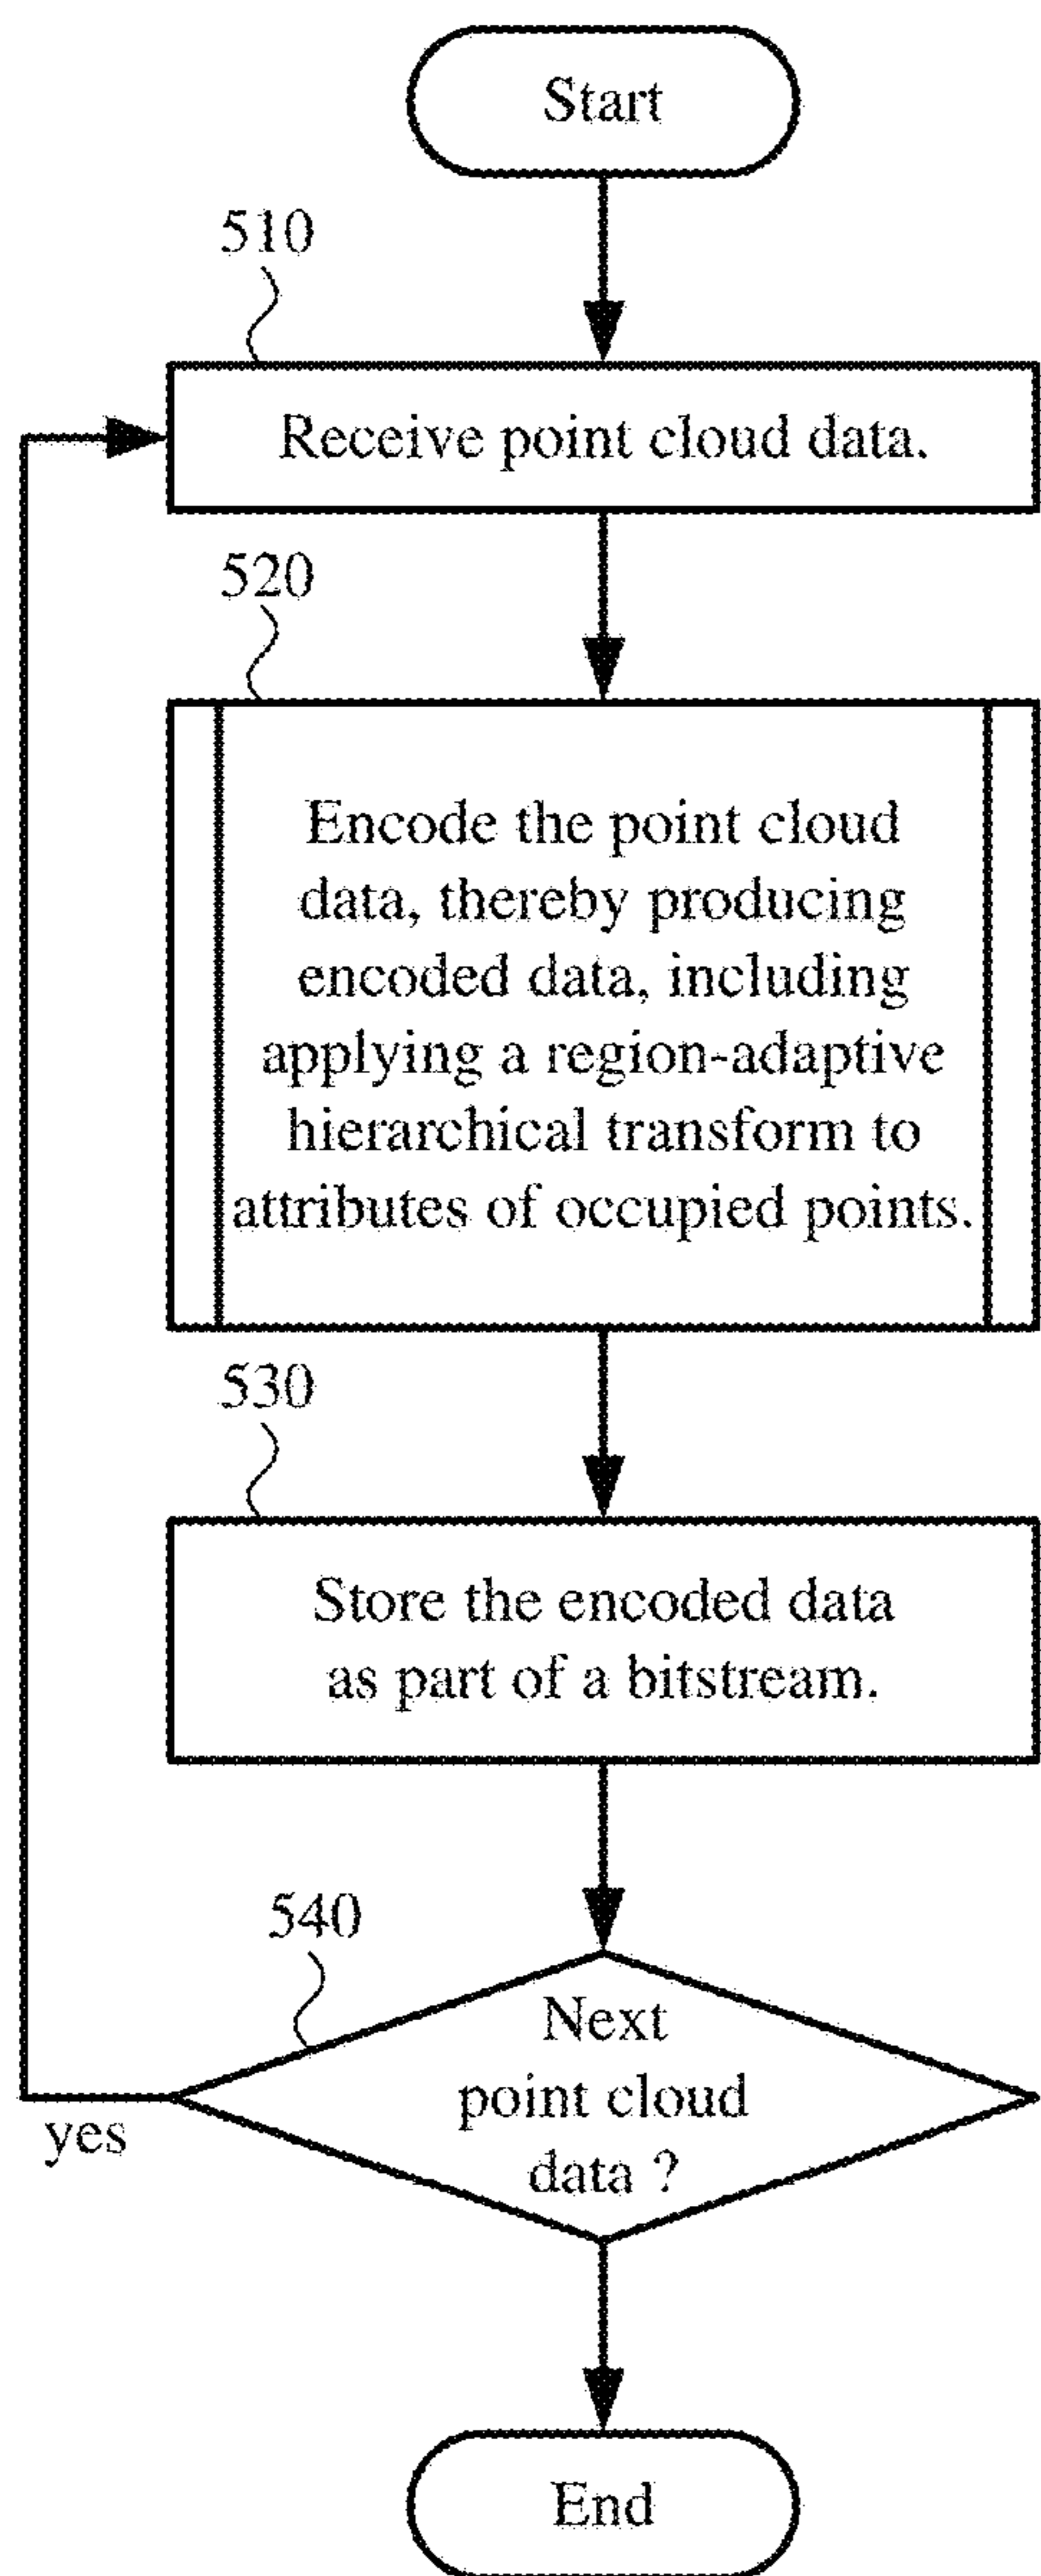 Start
510
Receive point cloud data.
520
Encode the point cloud
data, thereby producing
encoded data, including
applying a region-adaptive
hierarchical transform to
attributes of occupied points.
530
Store the encoded data
as part of a bitstream.
540
Next
point cloud
data ?
yes
End